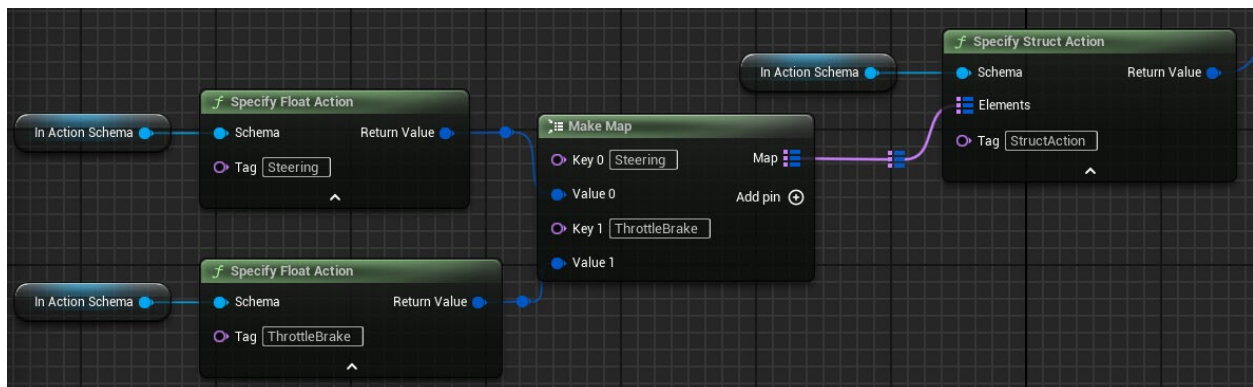 In Action Schema
Specify Float Action
Schema Return Value
Tag Steering
In Action Schema
Specify Float Action
Schema Return Value
Tag ThrottleBrake
Make Map
Key 0 Steering Map
Value 0 Add pin
Key 1 ThrottleBrake
Value 1
In Action Schema
Specify Struct Action
Schema Return Value
Elements
Tag StructAction